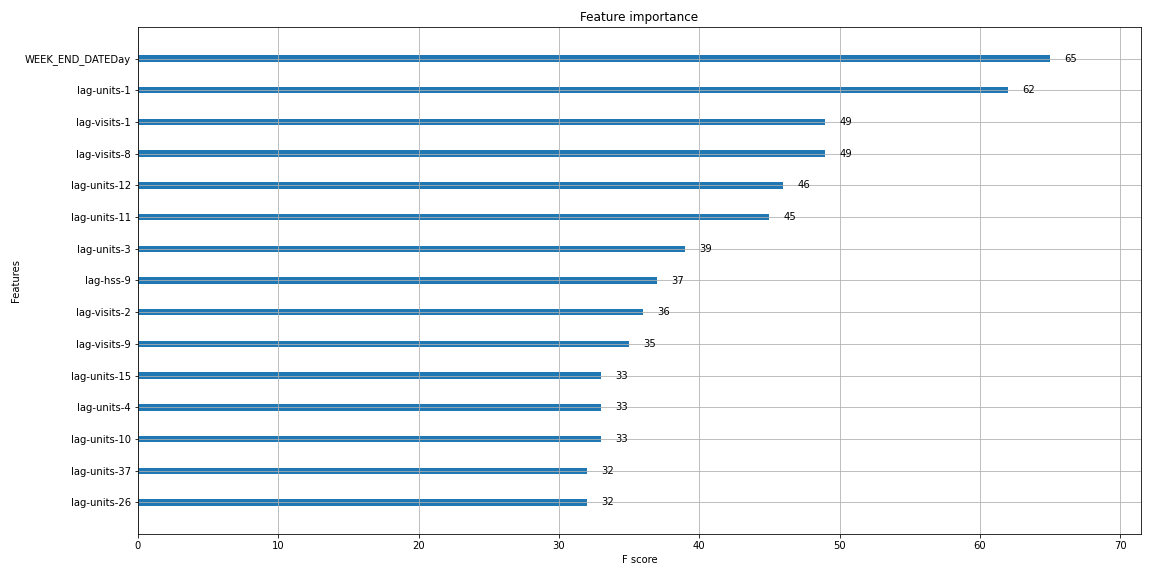 Feature importance
WEEK_END_DATEDay
65
lag-units-1
62
lag-visits-1
49
lag-visits-8
49
lag-units-12
46
lag-units-11
45
lag-units-3
39
lag-hss-9
37
lag-visits-2
36
lag-visits-9
35
lag-units-15
33
lag-units-4
33
lag-units-10
33
lag-units-37
32
lag-units-26
32
Features
0 10 20 30 40 50 60 70
F score